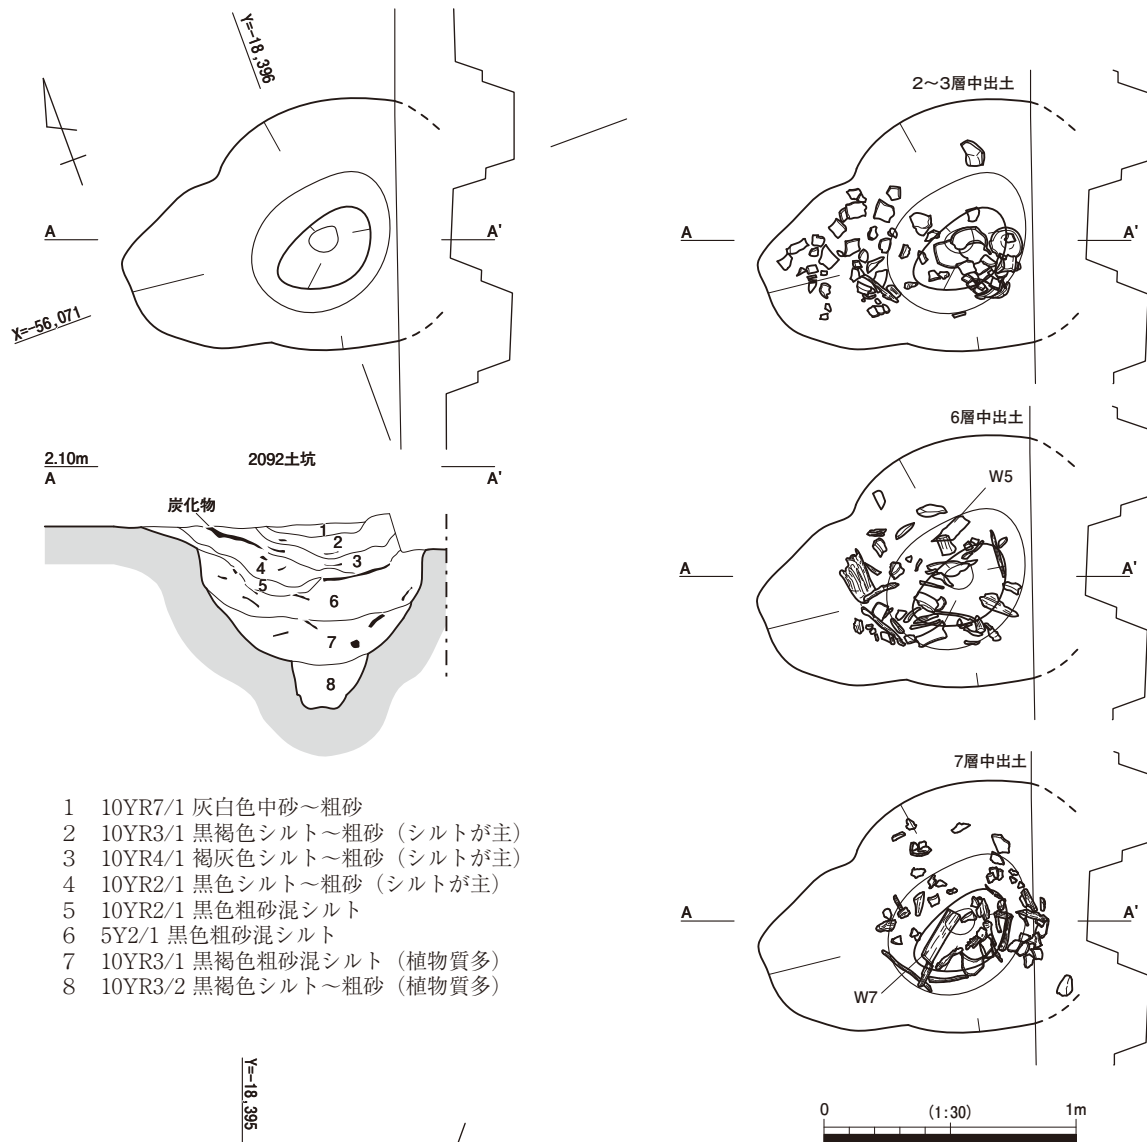 Y=-18,396
A
A'
X=-56,071
2.10m
A
2092土坑
A'
炭化物
1
2
3
4
5
6
7
8
1 10YR7/1 灰白色中砂～粗砂
2 10YR3/1 黒褐色シルト～粗砂（シルトが主）
3 10YR4/1 褐灰色シルト～粗砂（シルトが主）
4 10YR2/1 黒色シルト～粗砂（シルトが主）
5 10YR2/1 黒色粗砂混シルト
6 5Y2/1 黒色粗砂混シルト
7 10YR3/1 黒褐色粗砂混シルト（植物質多）
8 10YR3/2 黒褐色シルト～粗砂（植物質多）
Y=-18,395
2～3層中出土
A
A'
6層中出土
W5
A
A'
7層中出土
A
A'
W7
0 (1:30) 1m